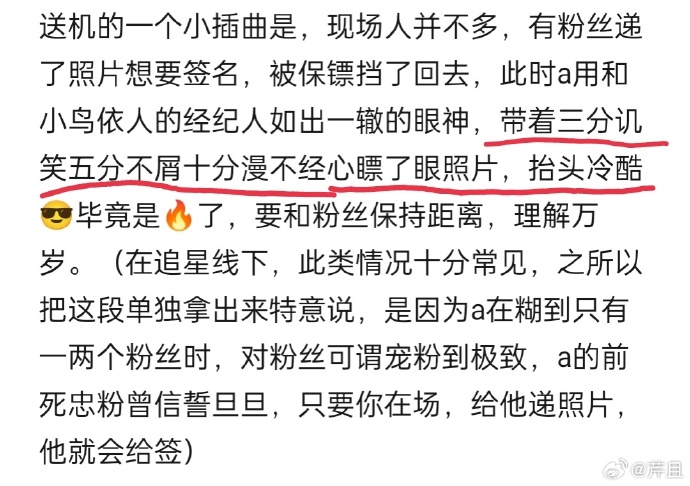 送机的一个小插曲是，现场人并不多，有粉丝递
了照片想要签名，被保镖挡了回去，此时a用和
小鸟依人的经纪人如出一辙的眼神，带着三分讥
笑五分不屑十分漫不经心瞟了眼照片，抬头冷酷
😎毕竟是🔥了，要和粉丝保持距离，理解万
岁。（在追星线下，此类情况十分常见，之所以
把这段单独拿出来特意说，是因为a在糊到只有
一两个粉丝时，对粉丝可谓宠粉到极致，a的前
死忠粉曾信誓旦旦，只要你在场，给他递照片，
他就会给签）
@芹且